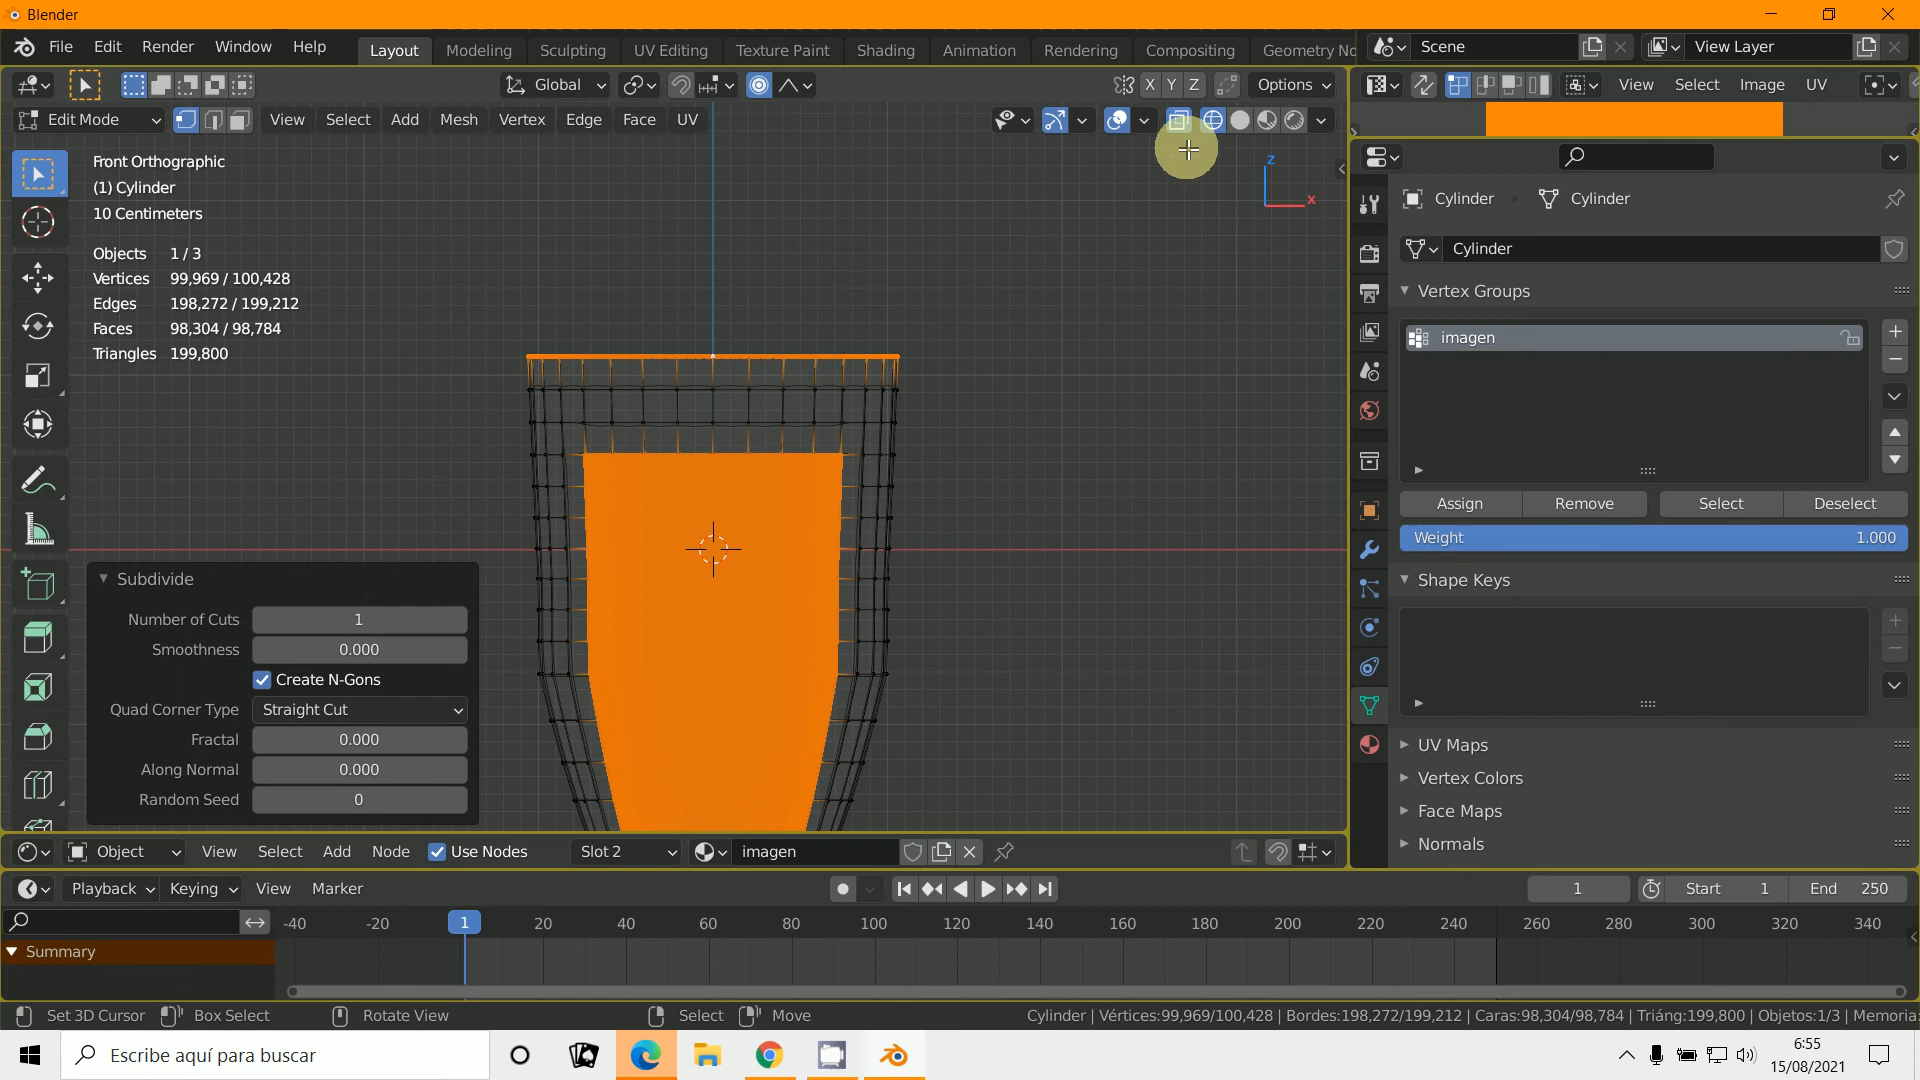 Blender
File Edit Render Window Help Layout Modeling Sculpting UV Editing Texture Paint Shading Animation Rendering Compositing Geometry No Scene View Layer
Global X Y Z Options View Select Image UV
Edit Mode View Select Add Mesh Vertex Edge Face UV
Front Orthographic
(1) Cylinder
10 Centimeters
Objects 1 / 3
Vertices 99,969 / 100,428
Edges 198,272 / 199,212
Faces 98,304 / 98,784
Triangles 199,800
Z
X
Subdivide
Number of Cuts 1
Smoothness 0.000
Create N-Gons
Quad Corner Type Straight Cut
Fractal 0.000
Along Normal 0.000
Random Seed 0
Cylinder Cylinder
Cylinder
Vertex Groups
imagen
Assign Remove Select Deselect
Weight 1.000
Shape Keys
UV Maps
Vertex Colors
Face Maps
Normals
Object View Select Add Node Use Nodes Slot 2 imagen
Playback Keying View Marker 1 Start 1 End 250
-40 -20 1 20 40 60 80 100 120 140 160 180 200 220 240 260 280 300 320 340
Summary
Set 3D Cursor Box Select Rotate View Select Move Cylinder | Vértices:99,969/100,428 | Bordes:198,272/199,212 | Caras:98,304/98,784 | Triáng:199,800 | Objetos:1/3 | Memoria:
Escribe aquí para buscar
6:55
15/08/2021